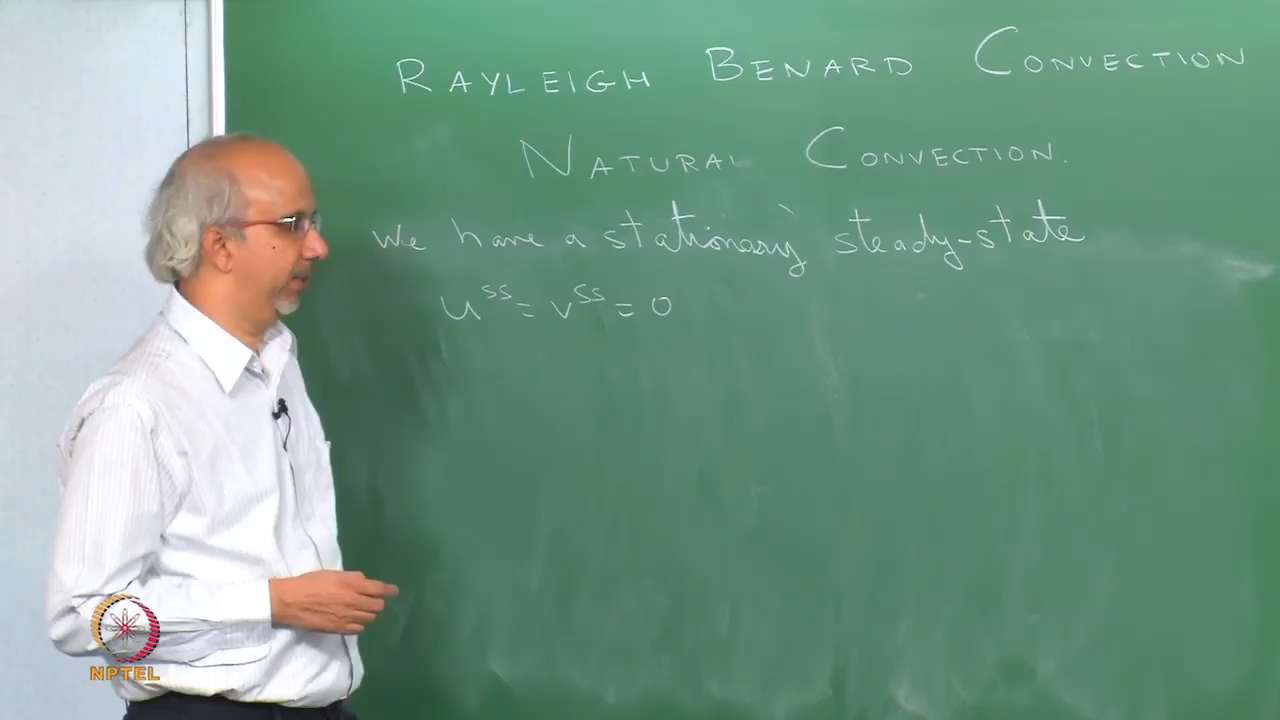 RAYLEIGH BENARD CONVECTION
NATURAL CONVECTION.
We have a stationary steady-state
u^ss = v^ss = 0
NPTEL